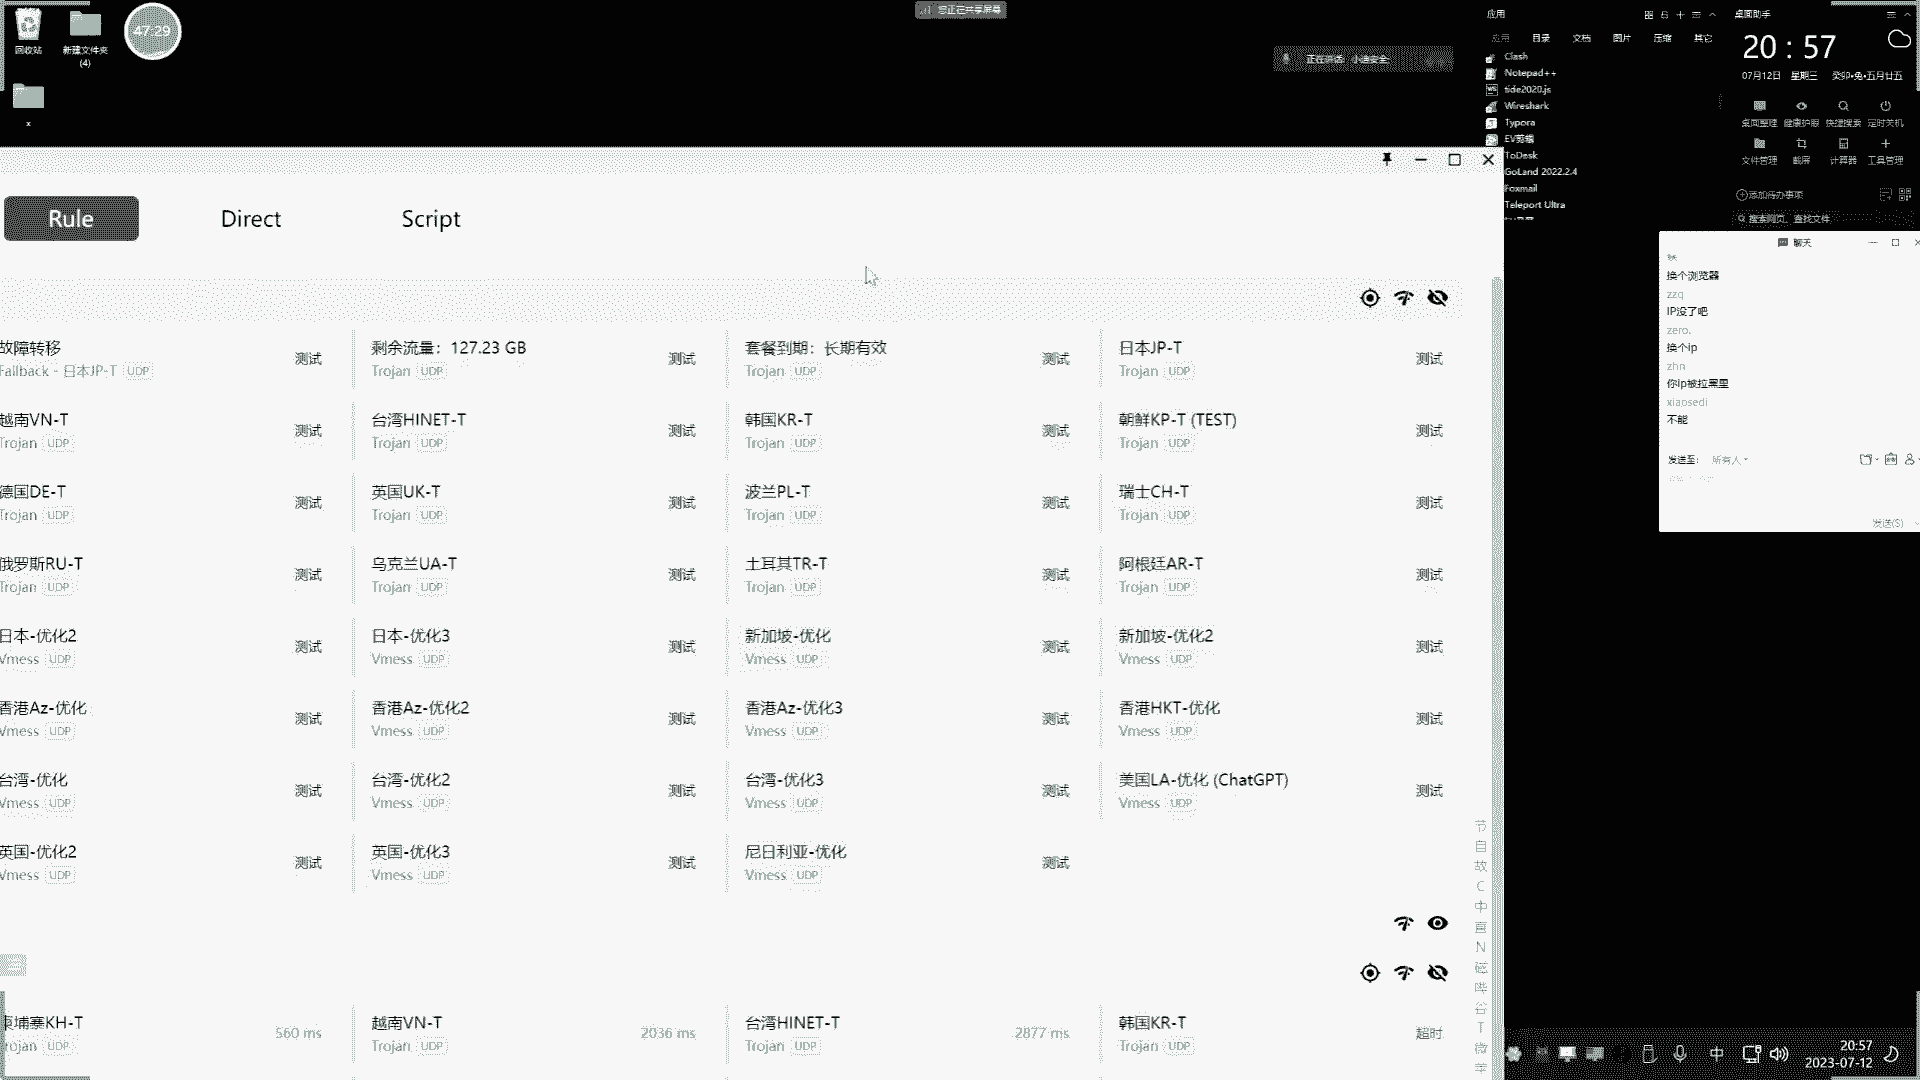 回收站
新建文件夹
(4)
47:29
x
您正在共享屏幕
正在讲话: 小迪安全:
应用
应用 目录 文档 图片 压缩 其它
Clash
Notepad++
tide2020.js
Wireshark
Typora
EV剪辑
ToDesk
GoLand 2022.2.4
Foxmail
Teleport Ultra
桌面助手
20 : 57
07月12日 星期三 癸卯•兔•五月廿五
桌面整理 健康护眼 快捷搜索 定时关机
文件管理 截屏 计算器 工具管理
添加待办事项
搜索网页、查找文件
Rule Direct Script
故障转移 测试
Fallback - 日本JP-T UDP
剩余流量：127.23 GB 测试
Trojan UDP
套餐到期：长期有效 测试
Trojan UDP
日本JP-T 测试
Trojan UDP
越南VN-T 测试
Trojan UDP
台湾HINET-T 测试
Trojan UDP
韩国KR-T 测试
Trojan UDP
朝鲜KP-T (TEST) 测试
Trojan UDP
德国DE-T 测试
Trojan UDP
英国UK-T 测试
Trojan UDP
波兰PL-T 测试
Trojan UDP
瑞士CH-T 测试
Trojan UDP
俄罗斯RU-T 测试
Trojan UDP
乌克兰UA-T 测试
Trojan UDP
土耳其TR-T 测试
Trojan UDP
阿根廷AR-T 测试
Trojan UDP
日本-优化2 测试
Vmess UDP
日本-优化3 测试
Vmess UDP
新加坡-优化 测试
Vmess UDP
新加坡-优化2 测试
Vmess UDP
香港Az-优化 测试
Vmess UDP
香港Az-优化2 测试
Vmess UDP
香港Az-优化3 测试
Vmess UDP
香港HKT-优化 测试
Vmess UDP
台湾-优化 测试
Vmess UDP
台湾-优化2 测试
Vmess UDP
台湾-优化3 测试
Vmess UDP
美国LA-优化 (ChatGPT) 测试
Vmess UDP
英国-优化2 测试
Vmess UDP
英国-优化3 测试
Vmess UDP
尼日利亚-优化 测试
Vmess UDP
柬埔寨KH-T 560 ms
Trojan UDP
越南VN-T 2036 ms
Trojan UDP
台湾HINET-T 2877 ms
Trojan UDP
韩国KR-T 超时
Trojan UDP
节
自
故
C
中
N
哔
谷
T
微
苹
聊天
换个浏览器
zzq
IP没了吧
zero.
换个ip
zhn
你ip被拉黑里
xiaosedi
不能
发送至: 所有人
发送(S)
中
20:57
2023-07-12